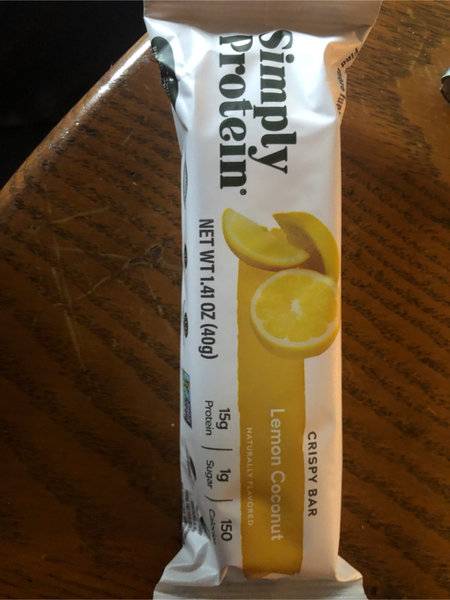 Simply
Protein®
NET WT 1.41 OZ (40g)
CRISPY BAR
Lemon Coconut
NATURALLY FLAVORED
15g
Protein
1g
Sugar
150